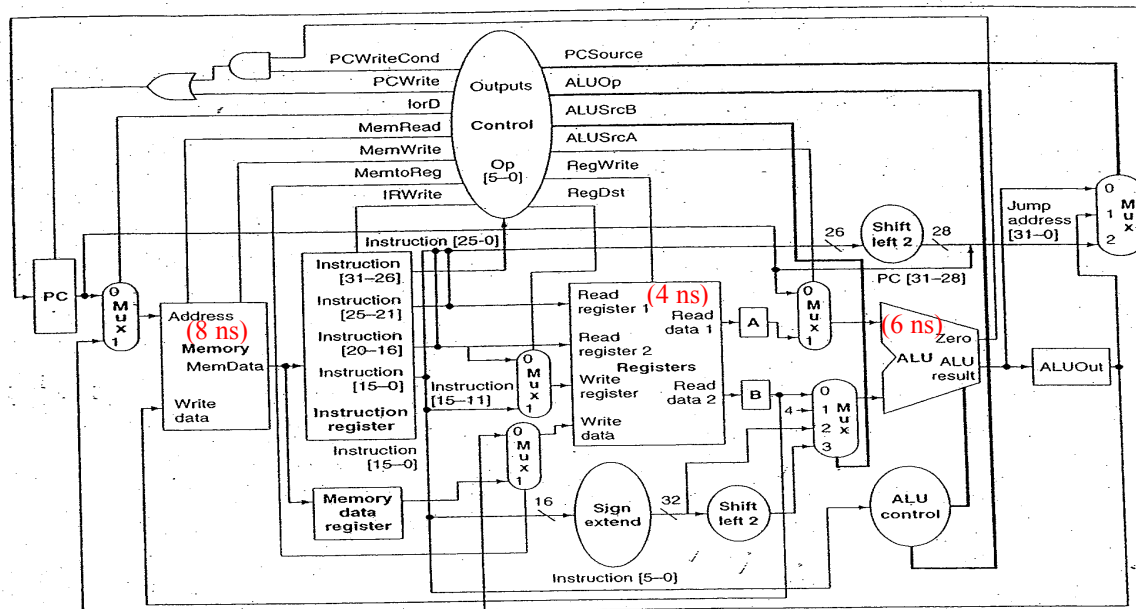 PCWriteCond
PCWrite
IorD
MemRead
MemWrite
MemtoReg
IRWrite
Outputs
Control
Op
[5–0]
PCSource
ALUOp
ALUSrcB
ALUSrcA
RegWrite
RegDst
Instruction [25-0]
26
Shift
left 2
28
Jump
address
[31–0]
PC [31–28]
0
1
2
M
u
x
PC
0
M
u
x
1
Address
(8 ns)
Memory
MemData
Write
data
Instruction
[31–26]
Instruction
[25–21]
Instruction
[20–16]
Instruction
[15–0]
Instruction
register
Instruction
[15–11]
Instruction
[15–0]
Memory
data
register
0
M
u
x
1
0
M
u
x
1
(4 ns)
Read
register 1
Read
register 2
Registers
Write
register
Write
data
Read
data 1
Read
data 2
A
B
0
M
u
x
1
4
0
1
2
3
M
u
x
(6 ns)
Zero
ALU
ALU
result
ALUOut
16
Sign
extend
32
Shift
left 2
ALU
control
Instruction [5–0]